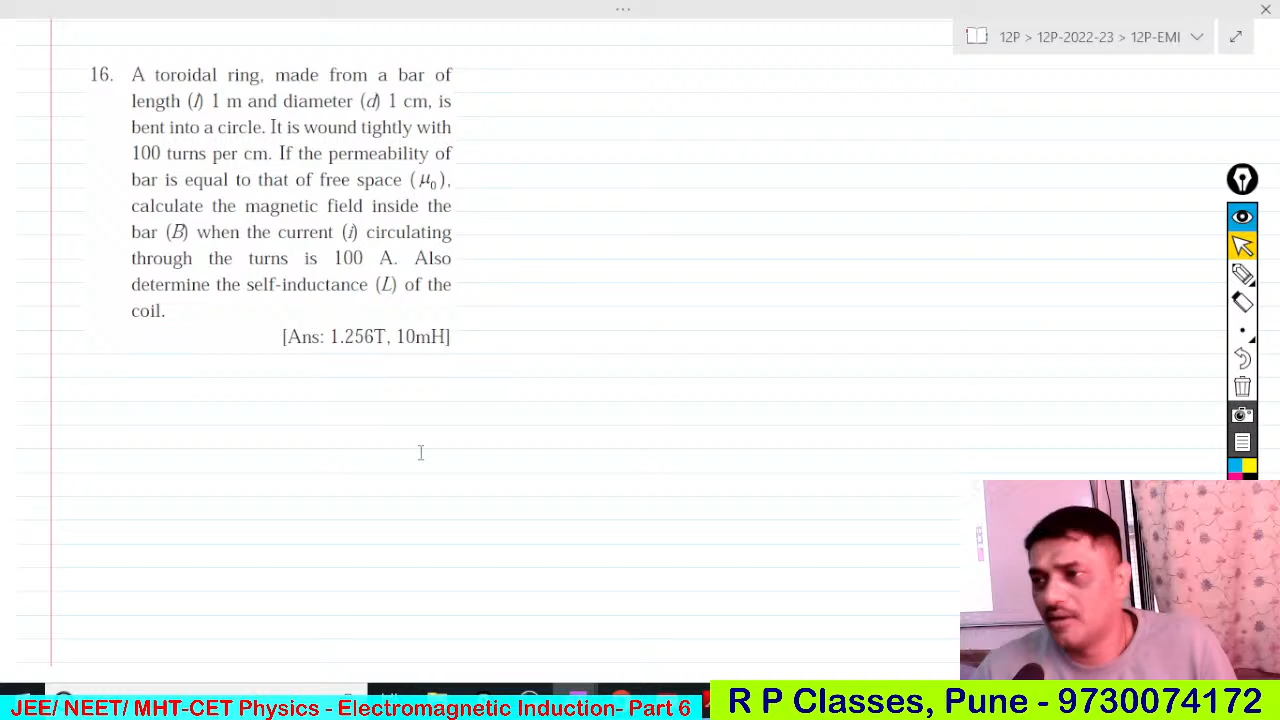 12P > 12P-2022-23 > 12P-EMI
16. A toroidal ring, made from a bar of
length (l) 1 m and diameter (d) 1 cm, is
bent into a circle. It is wound tightly with
100 turns per cm. If the permeability of
bar is equal to that of free space (μ₀),
calculate the magnetic field inside the
bar (B) when the current (i) circulating
through the turns is 100 A. Also
determine the self-inductance (L) of the
coil.
[Ans: 1.256T, 10mH]
JEE/ NEET/ MHT-CET Physics - Electromagnetic Induction- Part 6
R P Classes, Pune - 9730074172